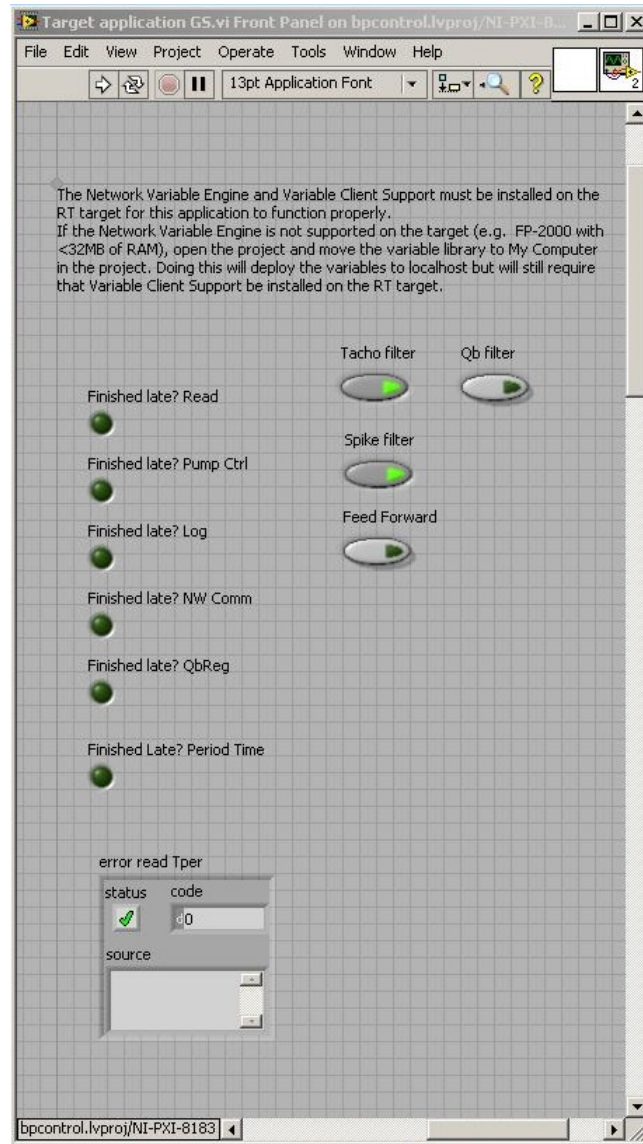 Target application GS.vi Front Panel on bpcontrol.lvproj/NI-PXI-8...
File Edit View Project Operate Tools Window Help
13pt Application Font
2
The Network Variable Engine and Variable Client Support must be installed on the
RT target for this application to function properly.
If the Network Variable Engine is not supported on the target (e.g. FP-2000 with
<32MB of RAM), open the project and move the variable library to My Computer
in the project. Doing this will deploy the variables to localhost but will still require
that Variable Client Support be installed on the RT target.
Tacho filter Qb filter
Finished late? Read
Spike filter
Finished late? Pump Ctrl
Feed Forward
Finished late? Log
Finished late? NW Comm
Finished late? QbReg
Finished Late? Period Time
error read Tper
status code
d 0
source
bpcontrol.lvproj/NI-PXI-8183